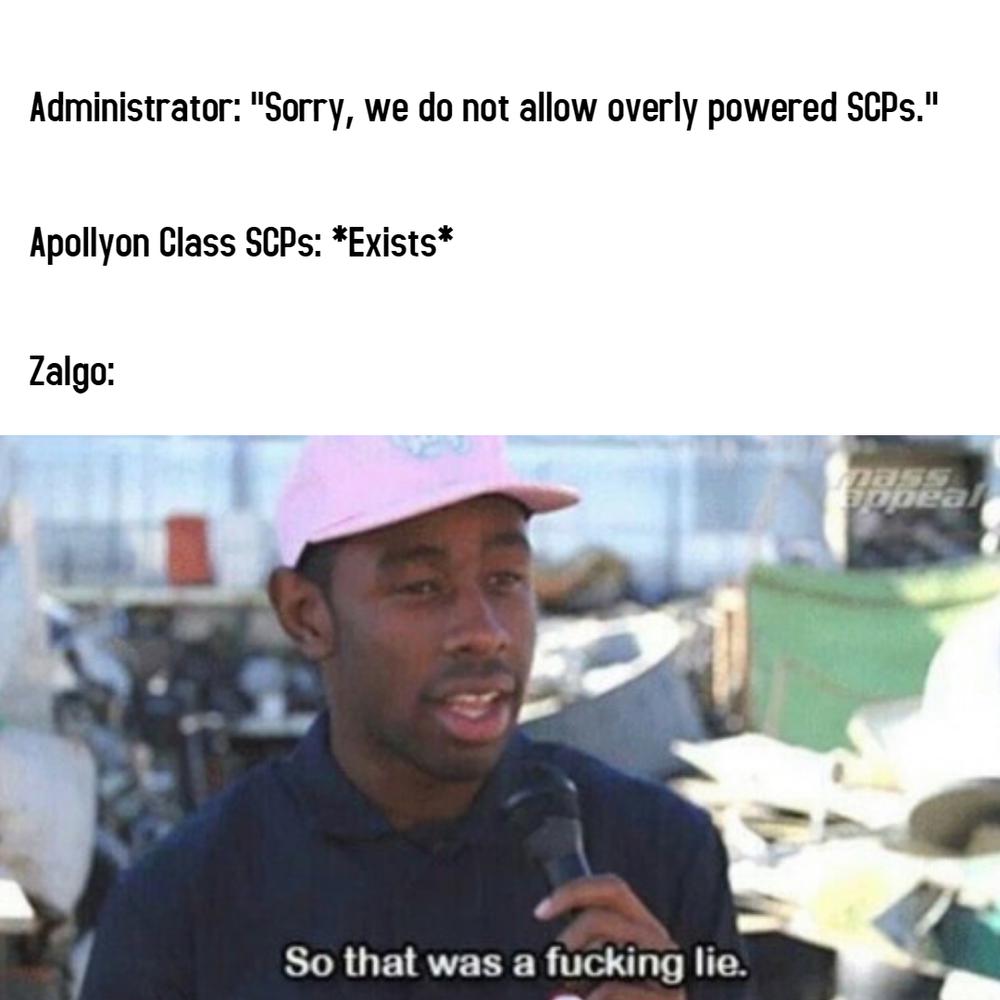 Administrator: "Sorry, we do not allow overly powered SCPs."
Apollyon Class SCPs: *Exists*
Zalgo:
mass
appeal
So that was a fucking lie.